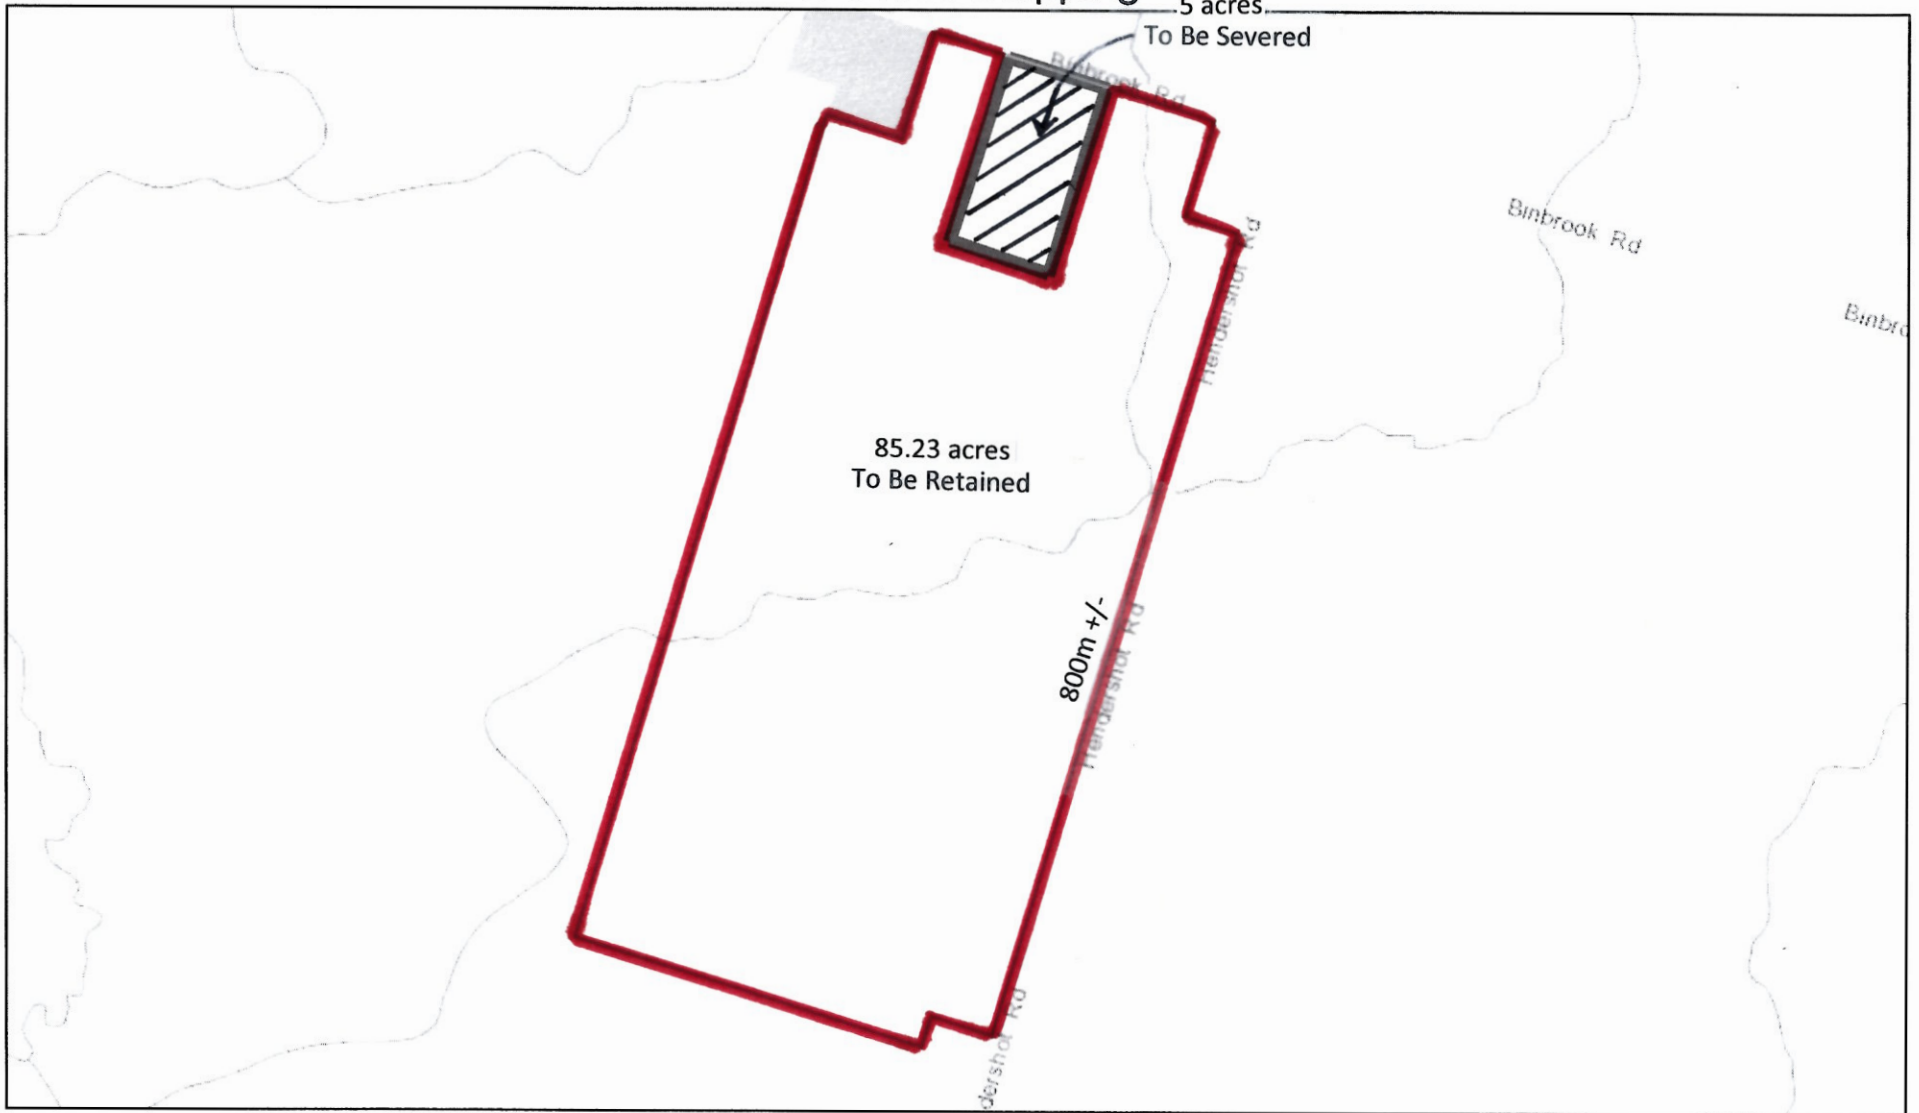 5 acres
To Be Severed
Binbrook Rd
Binbrook Rd
Hendershot Rd
85.23 acres
To Be Retained
800m +/-
Hendershot Rd